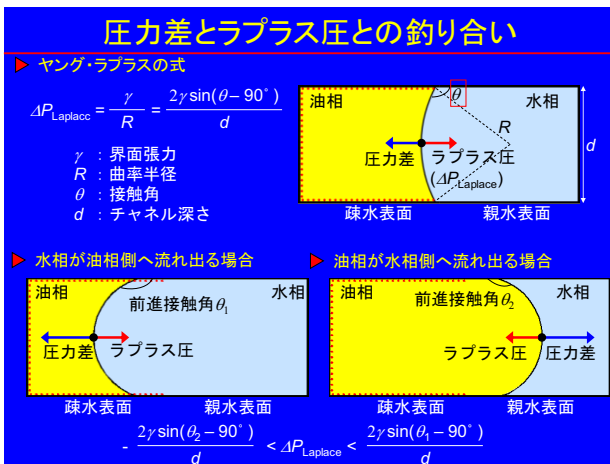 圧力差とラプラス圧との釣り合い
ヤング・ラプラスの式
ΔP_Laplacc = γ / R = 2γsin(θ−90°) / d
γ : 界面張力
R : 曲率半径
θ : 接触角
d : チャネル深さ
油相 θ 水相
R
d
圧力差 ラプラス圧
(ΔP_Laplace)
疎水表面 親水表面
水相が油相側へ流れ出る場合
油相 水相
前進接触角θ₁
圧力差 ラプラス圧
疎水表面 親水表面
油相が水相側へ流れ出る場合
油相 水相
前進接触角θ₂
ラプラス圧 圧力差
疎水表面 親水表面
- 2γsin(θ₂−90°) / d < ΔP_Laplace < 2γsin(θ₁−90°) / d